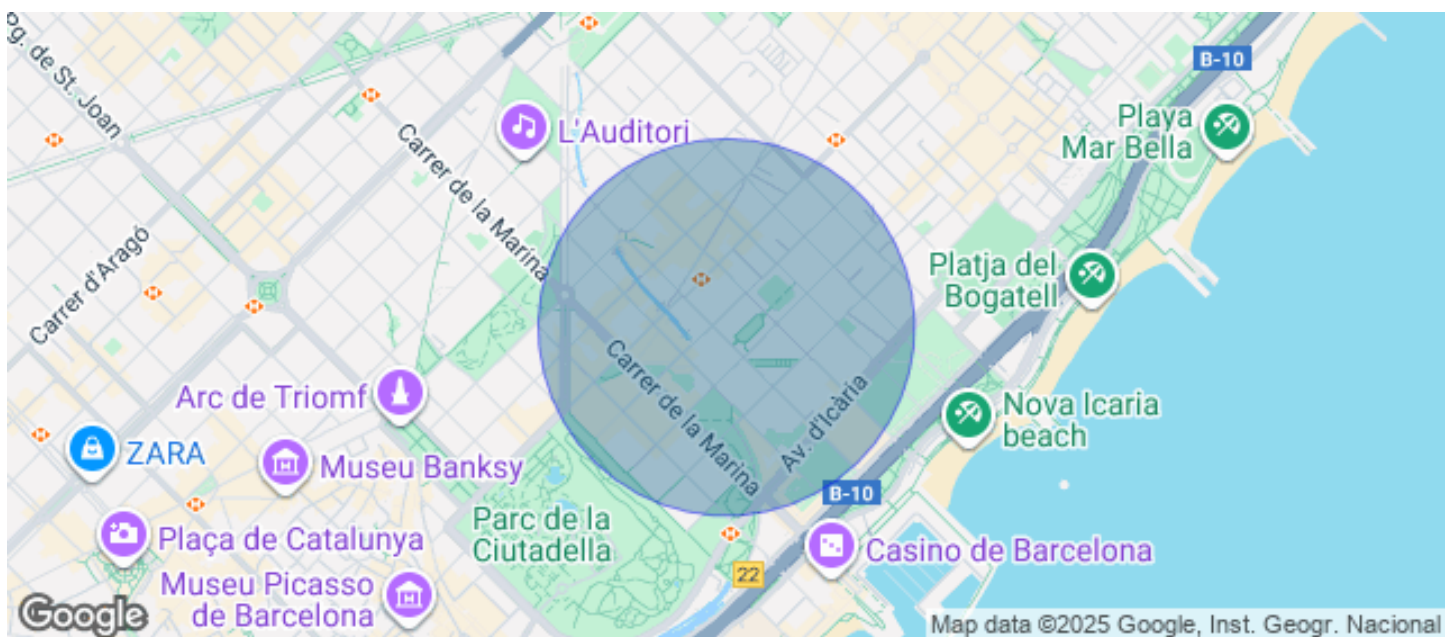 Pg. de St. Joan
B-10
Playa
Mar Bella
L'Auditori
Carrer de la Marina
Carrer d'Aragó
Platja del
Bogatell
Carrer de la Marina
Av. d'Icària
Arc de Triomf
Nova Icaria
beach
ZARA
Museu Banksy
B-10
Parc de la
Ciutadella
Plaça de Catalunya
Casino de Barcelona
22
Museu Picasso
de Barcelona
Google
Map data ©2025 Google, Inst. Geogr. Nacional